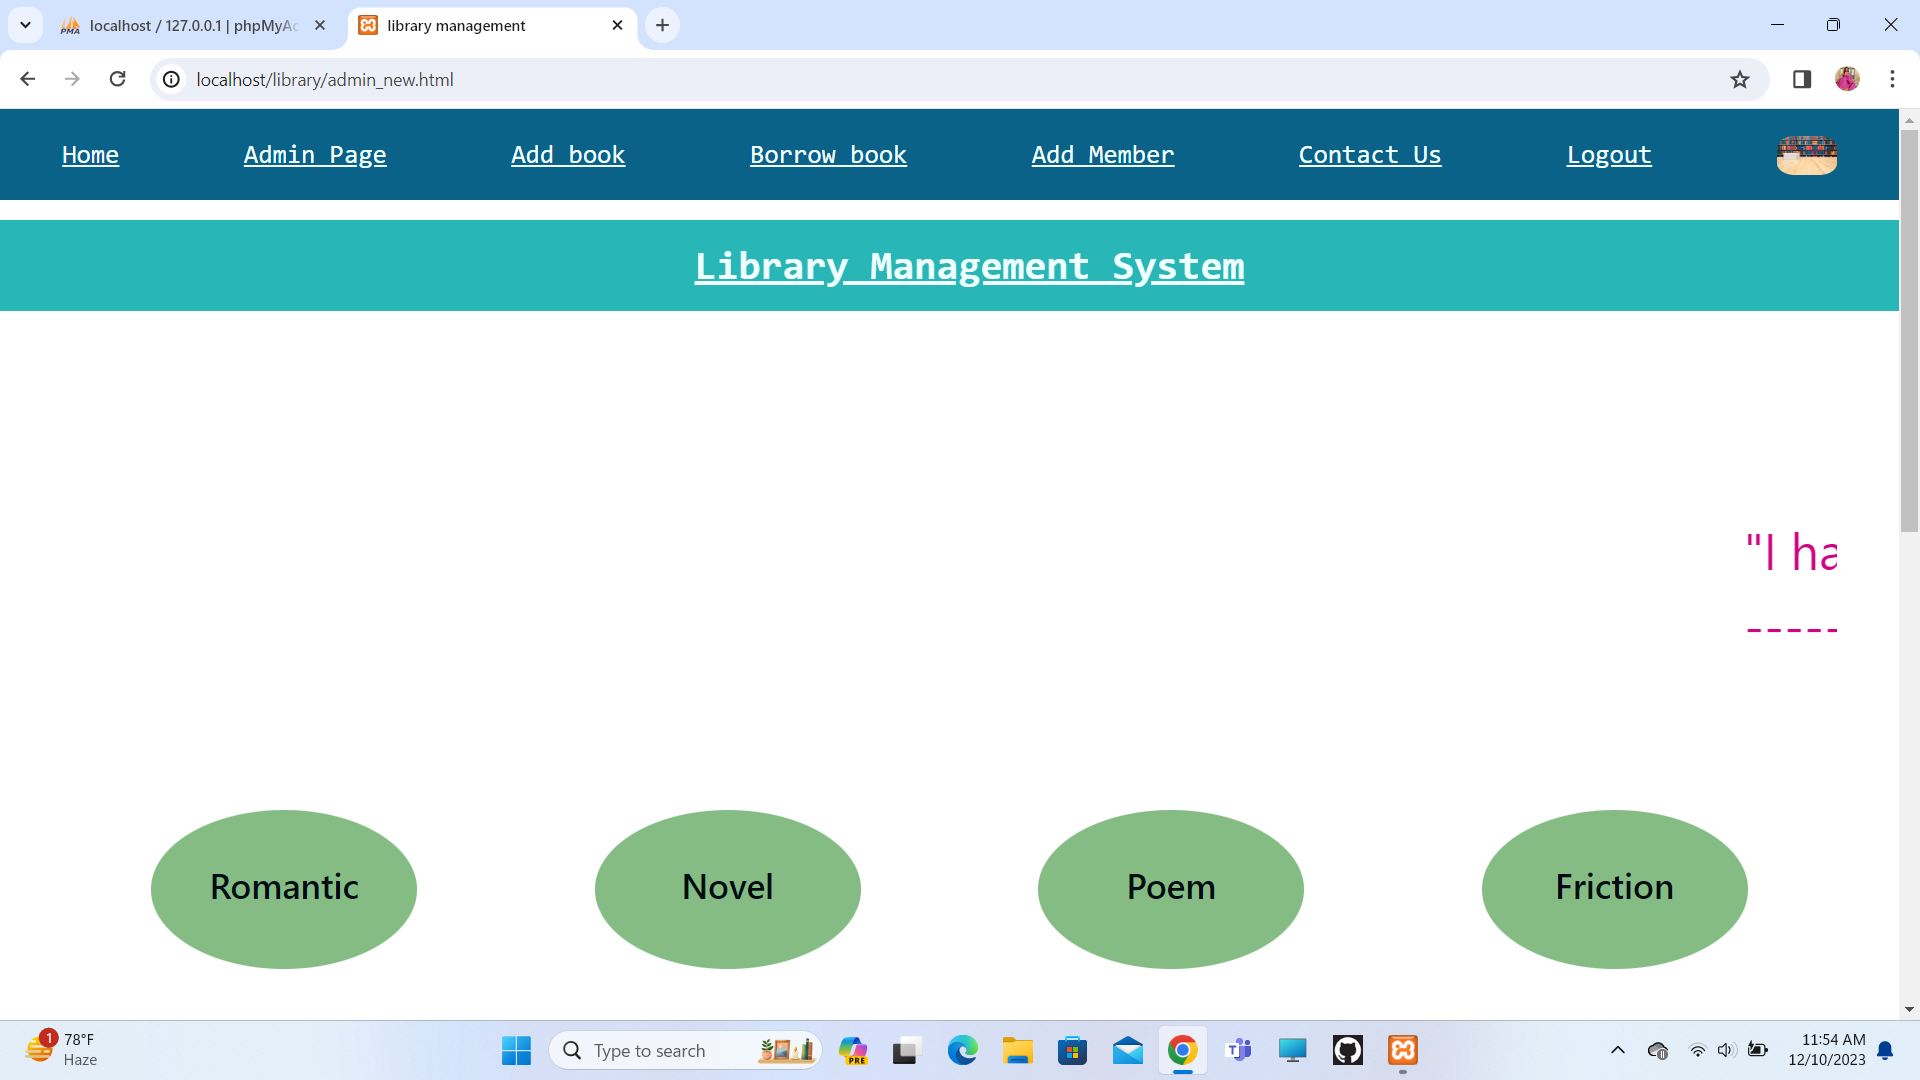 localhost / 127.0.0.1 | phpMyAc
library management
localhost/library/admin_new.html
Home Admin Page Add book Borrow book Add Member Contact Us Logout
Library Management System
"I ha
-----
Romantic Novel Poem Friction
1
78°F
Haze
Type to search
PRE
11:54 AM
12/10/2023